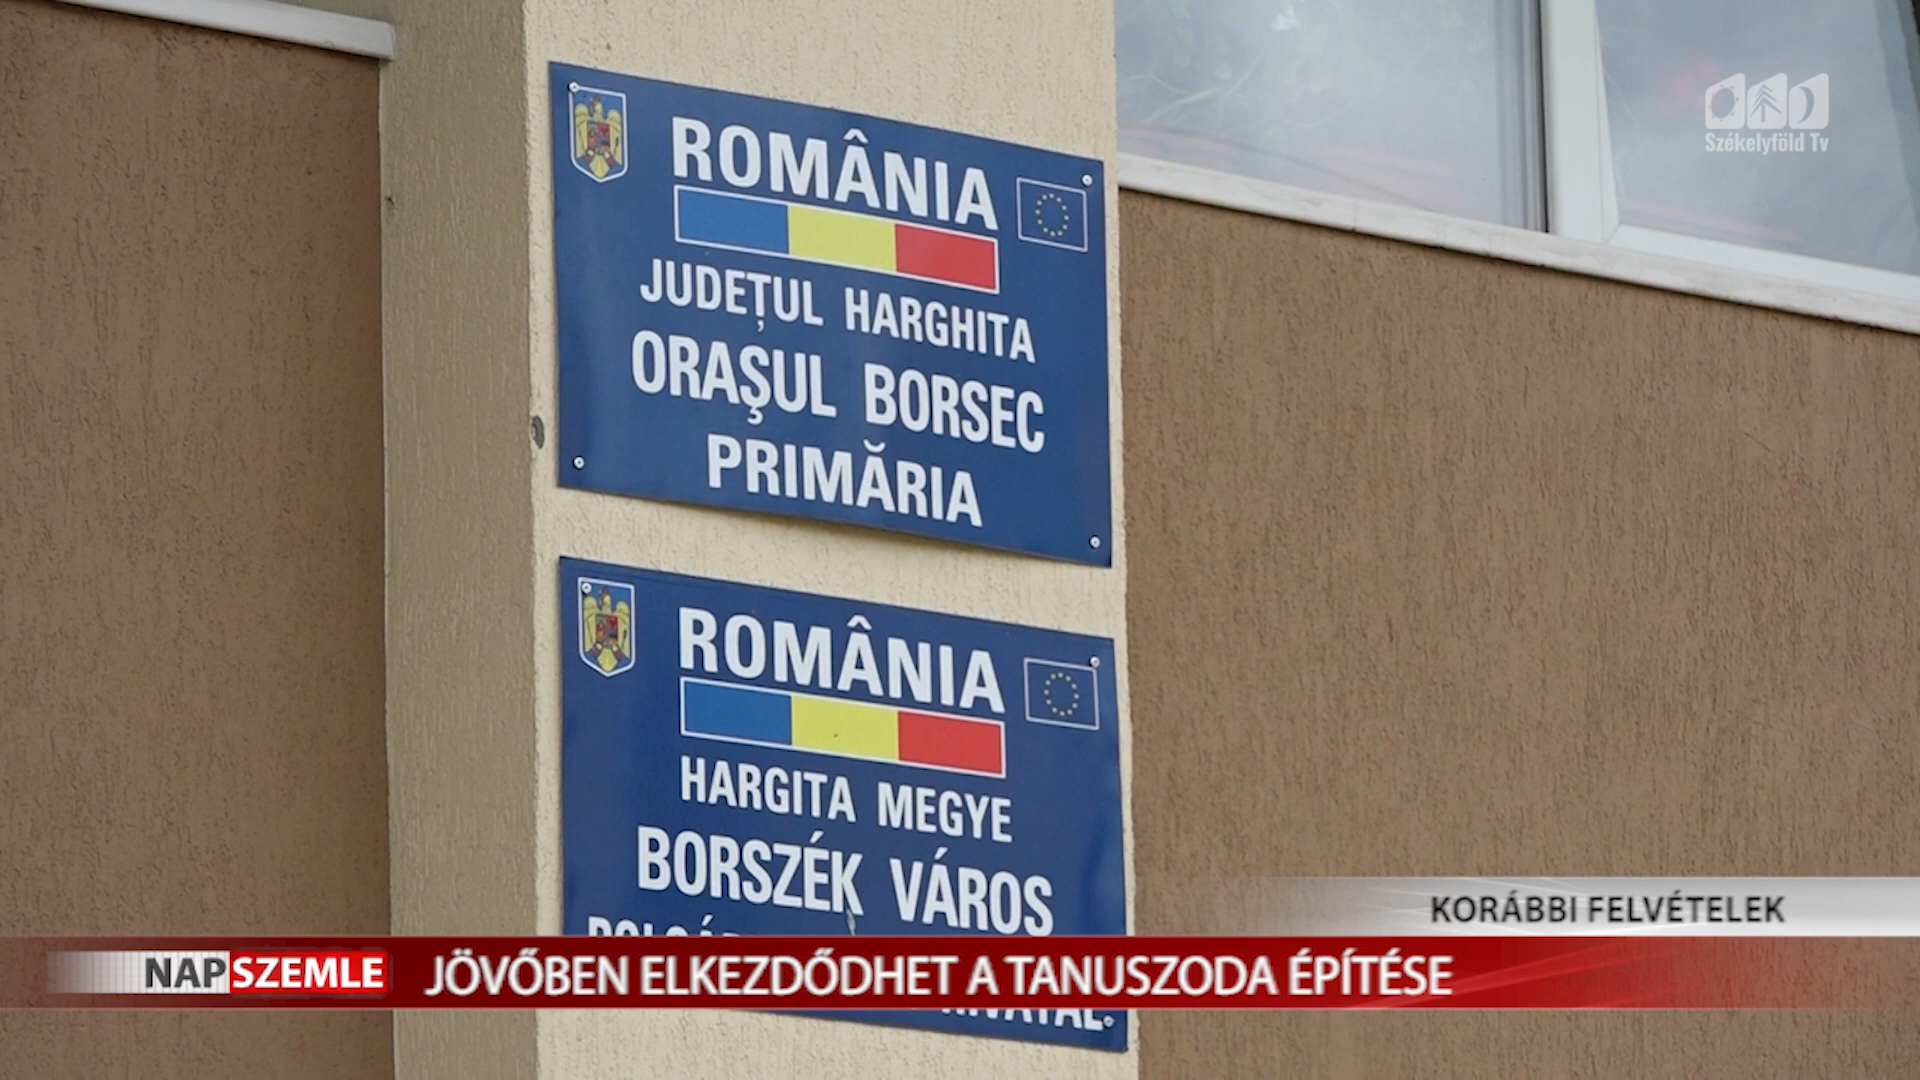 Székelyföld Tv
ROMÂNIA
JUDEȚUL HARGHITA
ORAŞUL BORSEC
PRIMĂRIA
ROMÂNIA
HARGITA MEGYE
BORSZÉK VÁROS
KORÁBBI FELVÉTELEK
NAPSZEMLE
JÖVŐBEN ELKEZDŐDHET A TANUSZODA ÉPÍTÉSE